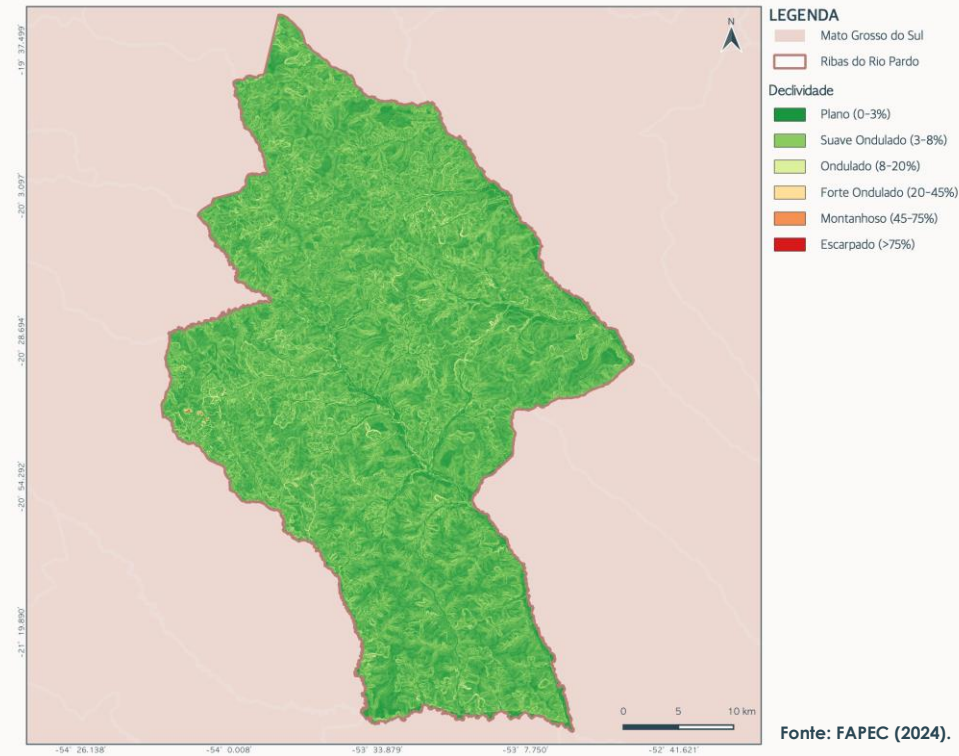 LEGENDA
Mato Grosso do Sul
Ribas do Rio Pardo
Declividade
Plano (0-3%)
Suave Ondulado (3-8%)
Ondulado (8-20%)
Forte Ondulado (20-45%)
Montanhoso (45-75%)
Escarpado (>75%)
N
-19° 37.499'
-20° 3.097'
-20° 28.694'
-20° 54.292'
-21° 19.890'
0 5 10 km
-54° 26.138' -54° 0.008' -53° 33.879' -53° 7.750' -52° 41.621'
Fonte: FAPEC (2024).